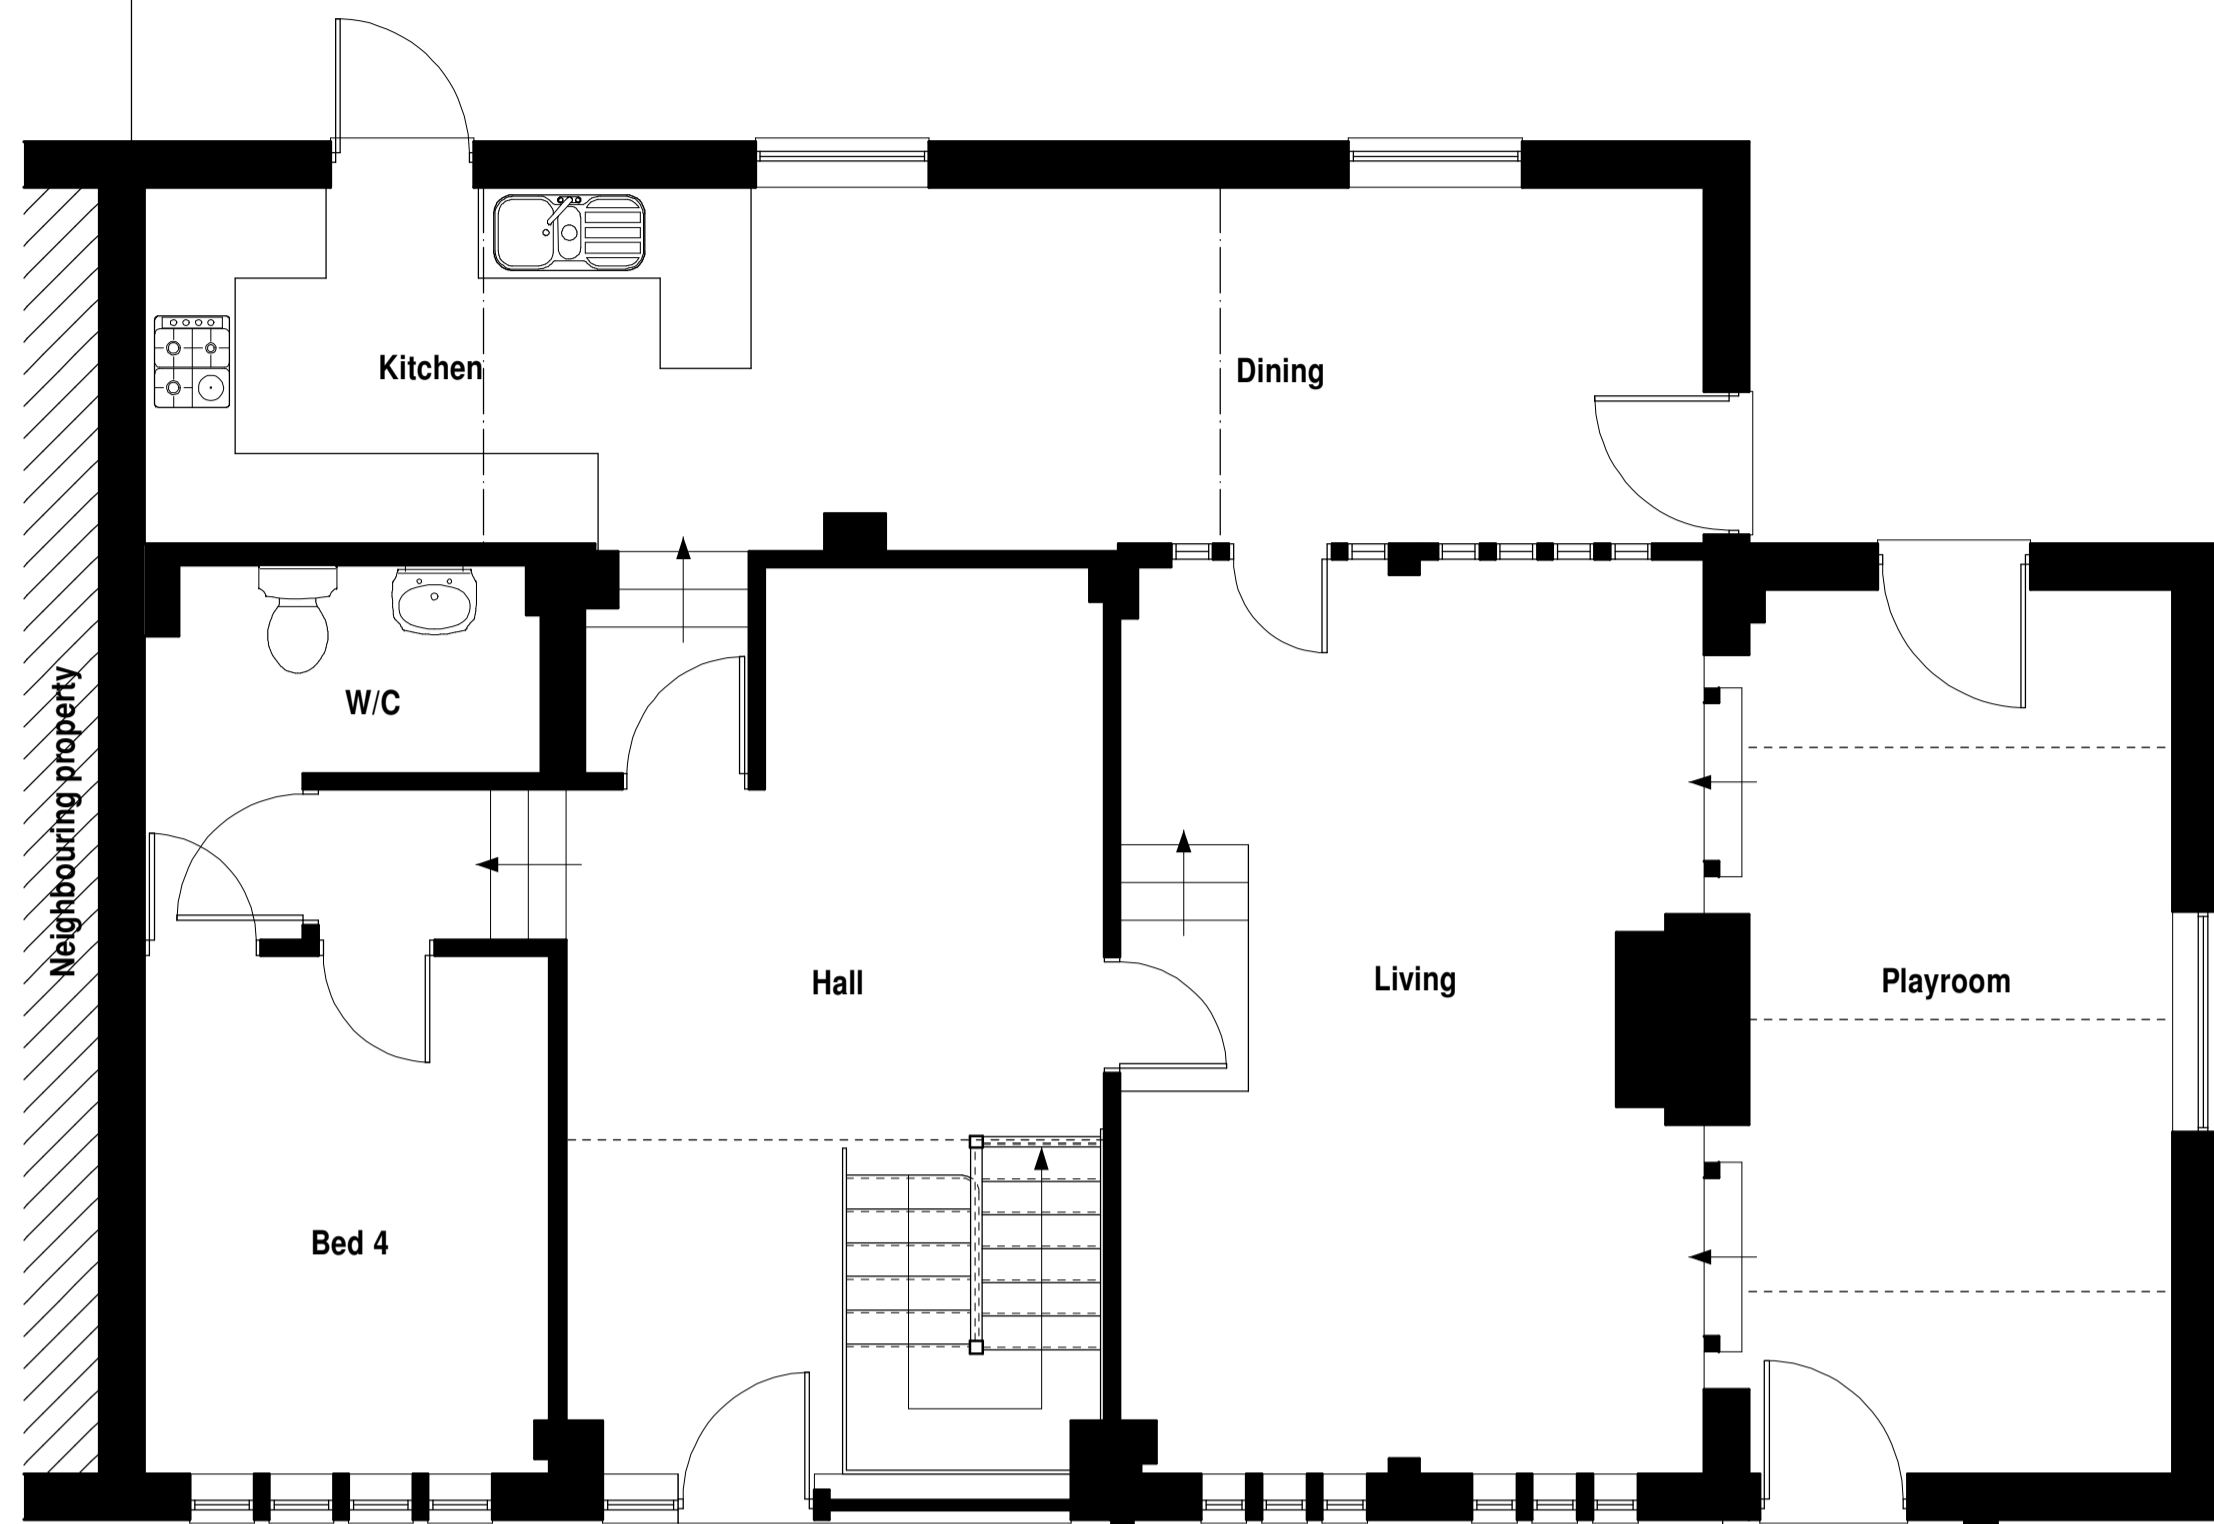 Kitchen
Dining
W/C
Neighbouring property
Hall
Living
Playroom
Bed 4